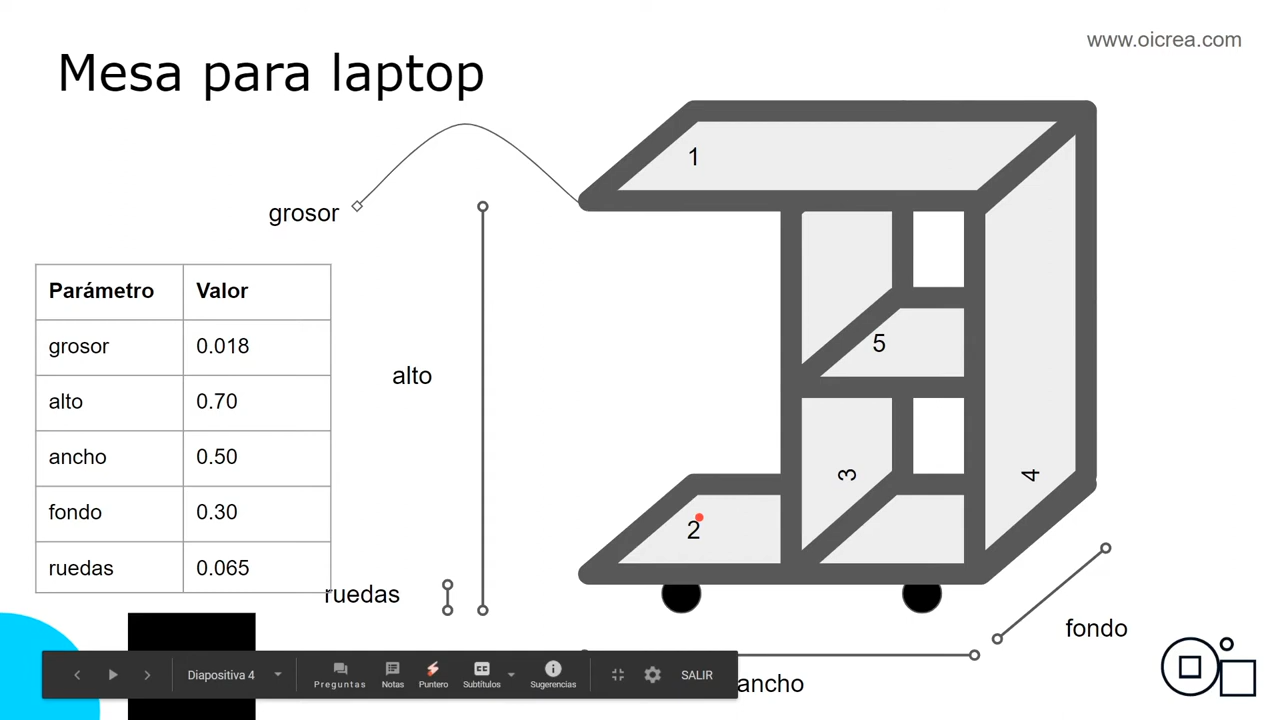 www.oicrea.com
Mesa para laptop
1
grosor
Parámetro Valor
grosor 0.018
alto 0.70
ancho 0.50
fondo 0.30
ruedas 0.065
alto
5
3
4
2
ruedas
fondo
ancho
Diapositiva 4
Preguntas
Notas
Puntero
CC
Subtítulos
Sugerencias
SALIR